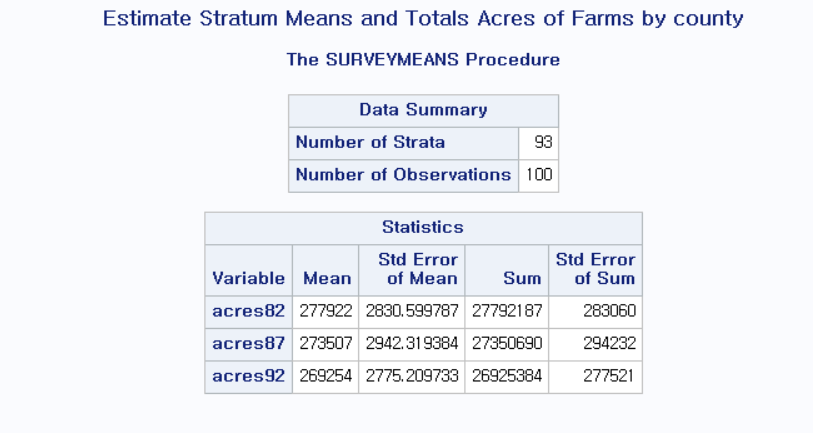 Estimate Stratum Means and Totals Acres of Farms by county
The SURVEYMEANS Procedure
Data Summary
Number of Strata 93
Number of Observations 100
Statistics
Variable Mean Std Error of Mean Sum Std Error of Sum
acres82 277922 2830.599787 27792187 283060
acres87 273507 2942.319384 27350690 294232
acres92 269254 2775.209733 26925384 277521